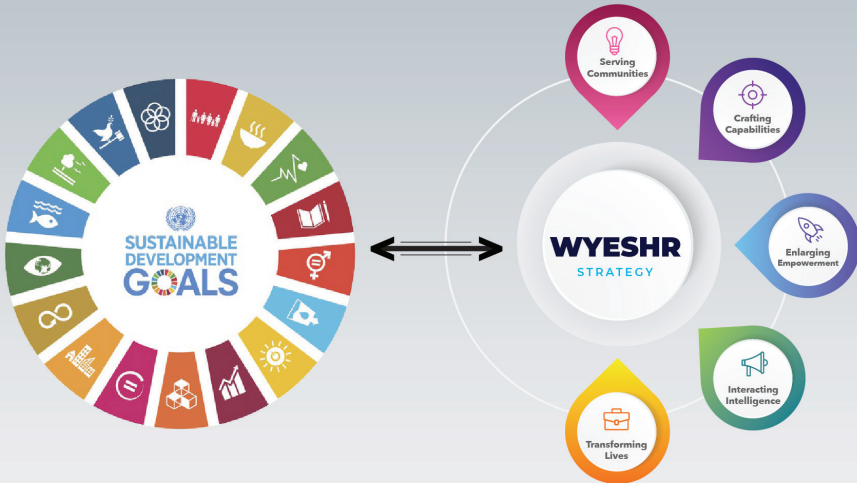 SUSTAINABLE
DEVELOPMENT
GOALS
Serving
Communities
Crafting
Capabilities
WYESHR
STRATEGY
Enlarging
Empowerment
Interacting
Intelligence
Transforming
Lives